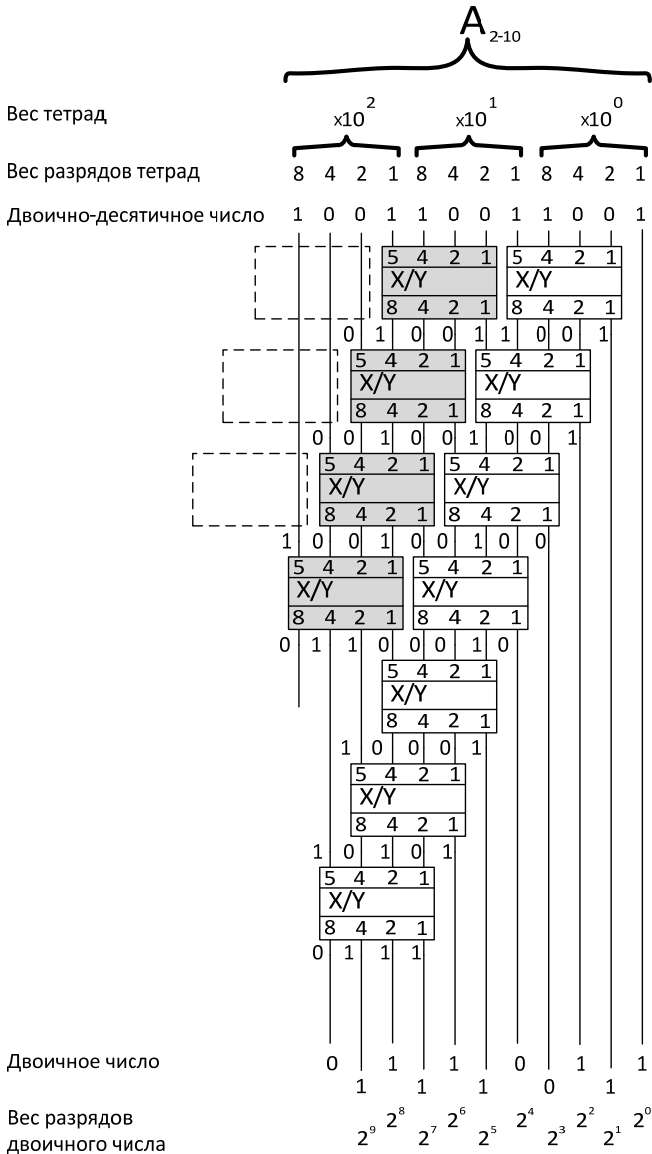 A 2-10
Вес тетрад x10 2 x10 1 x10 0
Вес разрядов тетрад 8 4 2 1 8 4 2 1 8 4 2 1
Двоично-десятичное число 1 0 0 1 1 0 0 1 1 0 0 1
5 4 2 1 5 4 2 1
X/Y X/Y
8 4 2 1 8 4 2 1
0 1 0 0 1 1 0 0 1
5 4 2 1 5 4 2 1
X/Y X/Y
8 4 2 1 8 4 2 1
0 0 1 0 0 1 0 0 1
5 4 2 1 5 4 2 1
X/Y X/Y
8 4 2 1 8 4 2 1
1 0 0 1 0 0 1 0 0
5 4 2 1 5 4 2 1
X/Y X/Y
8 4 2 1 8 4 2 1
0 1 1 0 0 0 1 0
5 4 2 1
X/Y
8 4 2 1
1 0 0 0 1
5 4 2 1
X/Y
8 4 2 1
1 0 1 0 1
5 4 2 1
X/Y
8 4 2 1
0 1 1 1
Двоичное число 0 1 1 0 1 1
1 1 1 0 1
Вес разрядов 2 8 2 6 2 4 2 2 2 0
двоичного числа 2 9 2 7 2 5 2 3 2 1